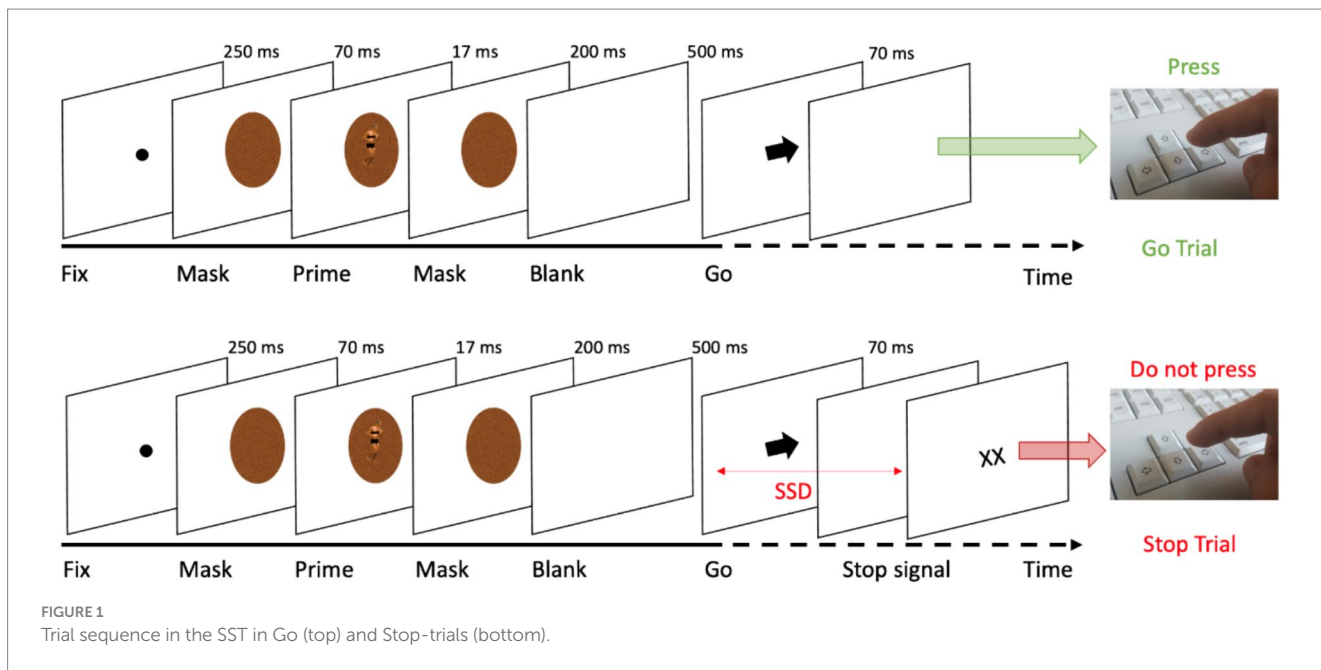 250 ms 70 ms 17 ms 200 ms 500 ms 70 ms
Press
Go Trial
Fix Mask Prime Mask Blank Go Time
250 ms 70 ms 17 ms 200 ms 500 ms 70 ms
Do not press
XX
SSD
Stop Trial
Fix Mask Prime Mask Blank Go Stop signal Time
FIGURE 1
Trial sequence in the SST in Go (top) and Stop-trials (bottom).